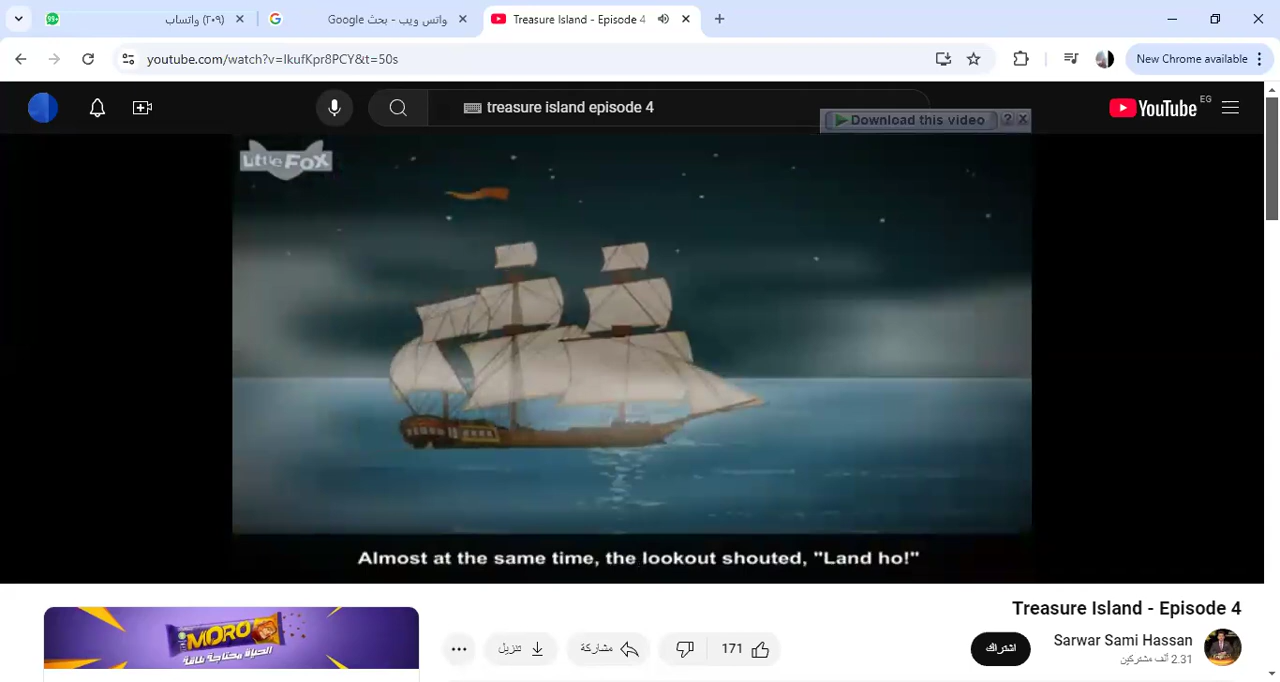 (٢٠٩) واتساب
واتس ويب - بحث Google
Treasure Island - Episode 4
youtube.com/watch?v=IkufKpr8PCY&t=50s
New Chrome available
treasure island episode 4
YouTube EG
Download this video ? X
Little Fox
Almost at the same time, the lookout shouted, "Land ho!"
Treasure Island - Episode 4
Sarwar Sami Hassan
2.31 ألف مشتركين
اشتراك
171
مشاركة
تنزيل
MORO
99+